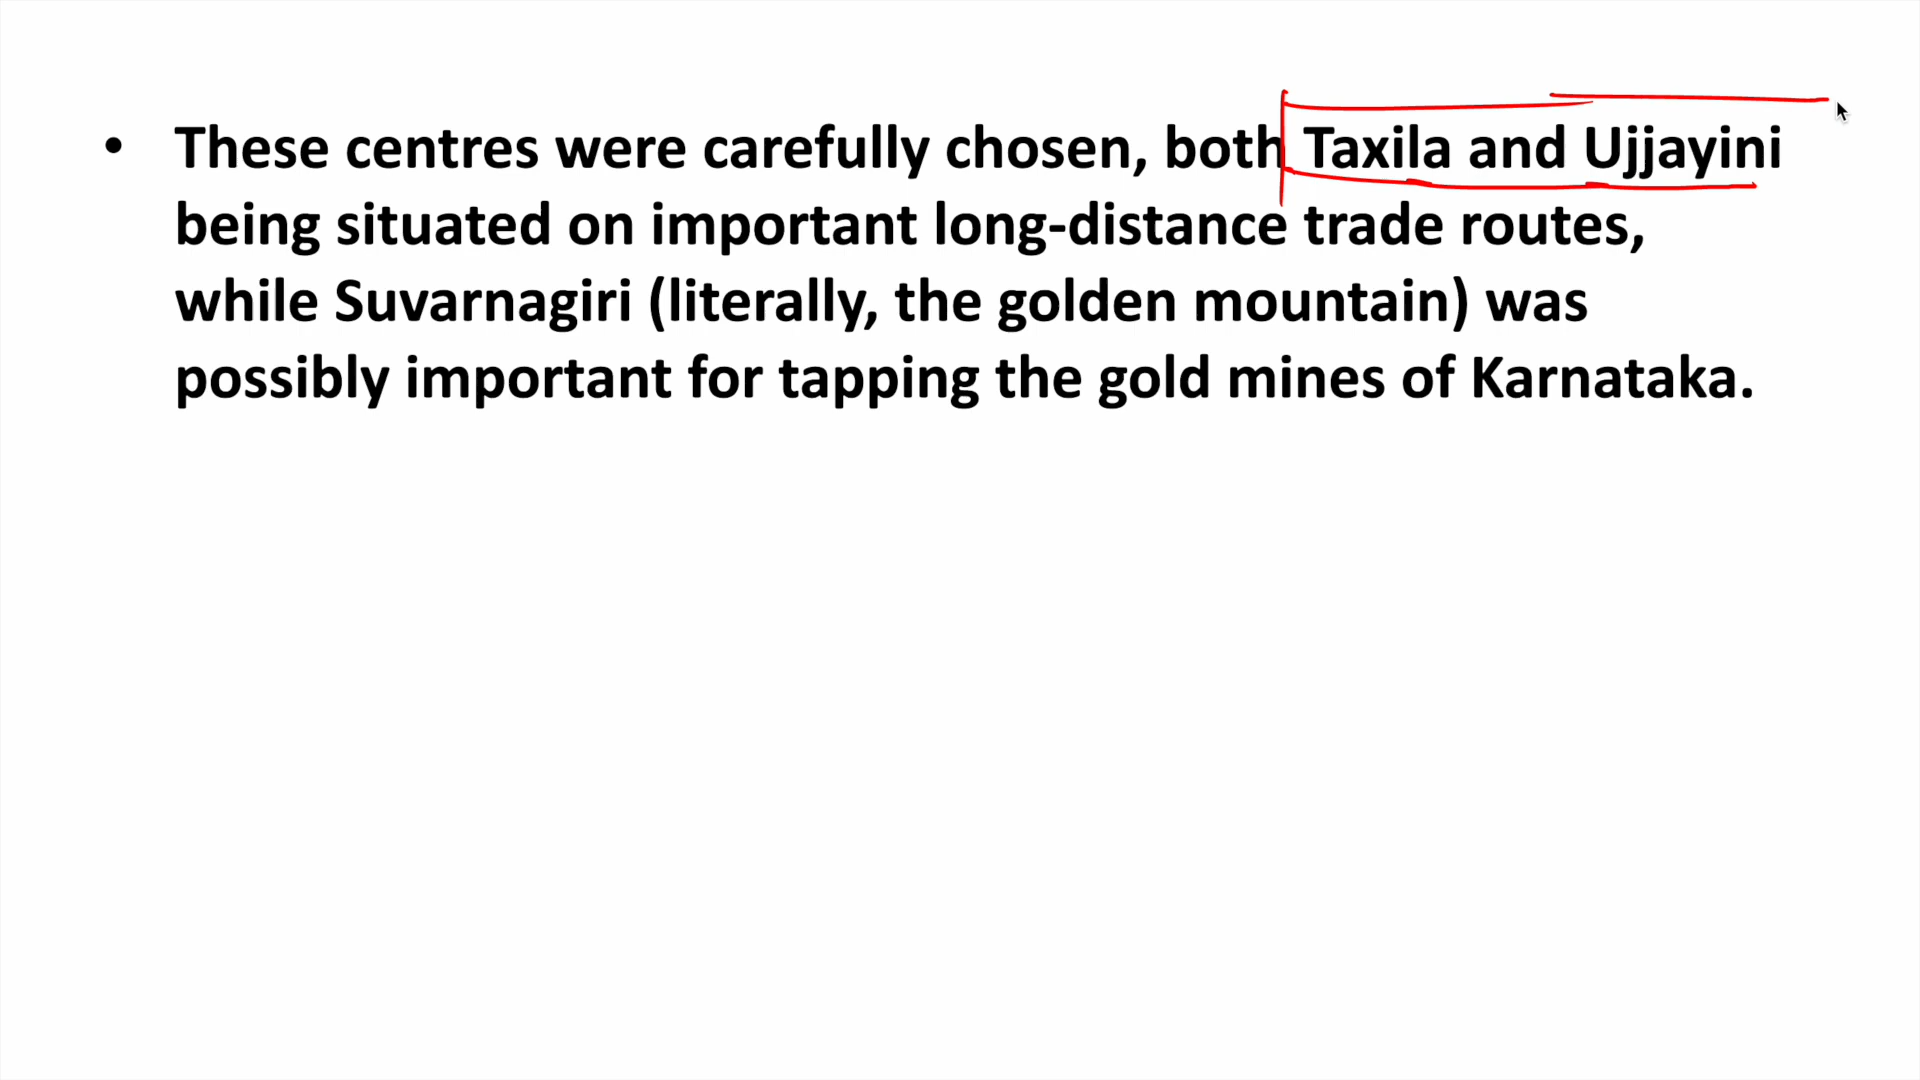 • These centres were carefully chosen, both Taxila and Ujjayini
being situated on important long-distance trade routes,
while Suvarnagiri (literally, the golden mountain) was
possibly important for tapping the gold mines of Karnataka.